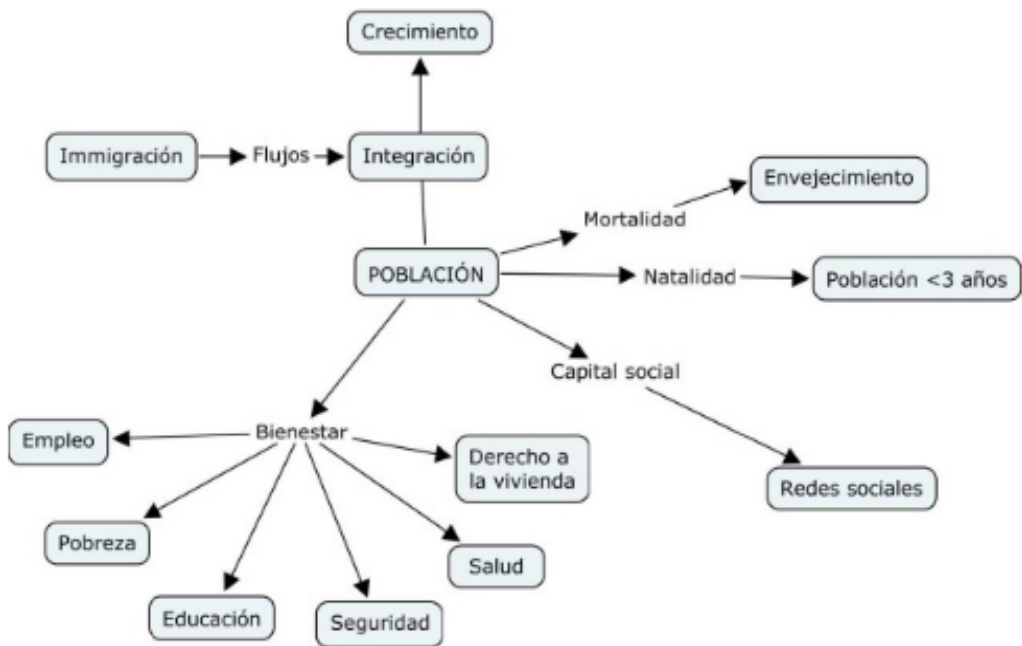 Crecimiento
Immigración
Flujos
Integración
Envejecimiento
Mortalidad
POBLACIÓN
Natalidad
Población <3 años
Capital social
Bienestar
Empleo
Derecho a
la vivienda
Redes sociales
Pobreza
Salud
Educación
Seguridad